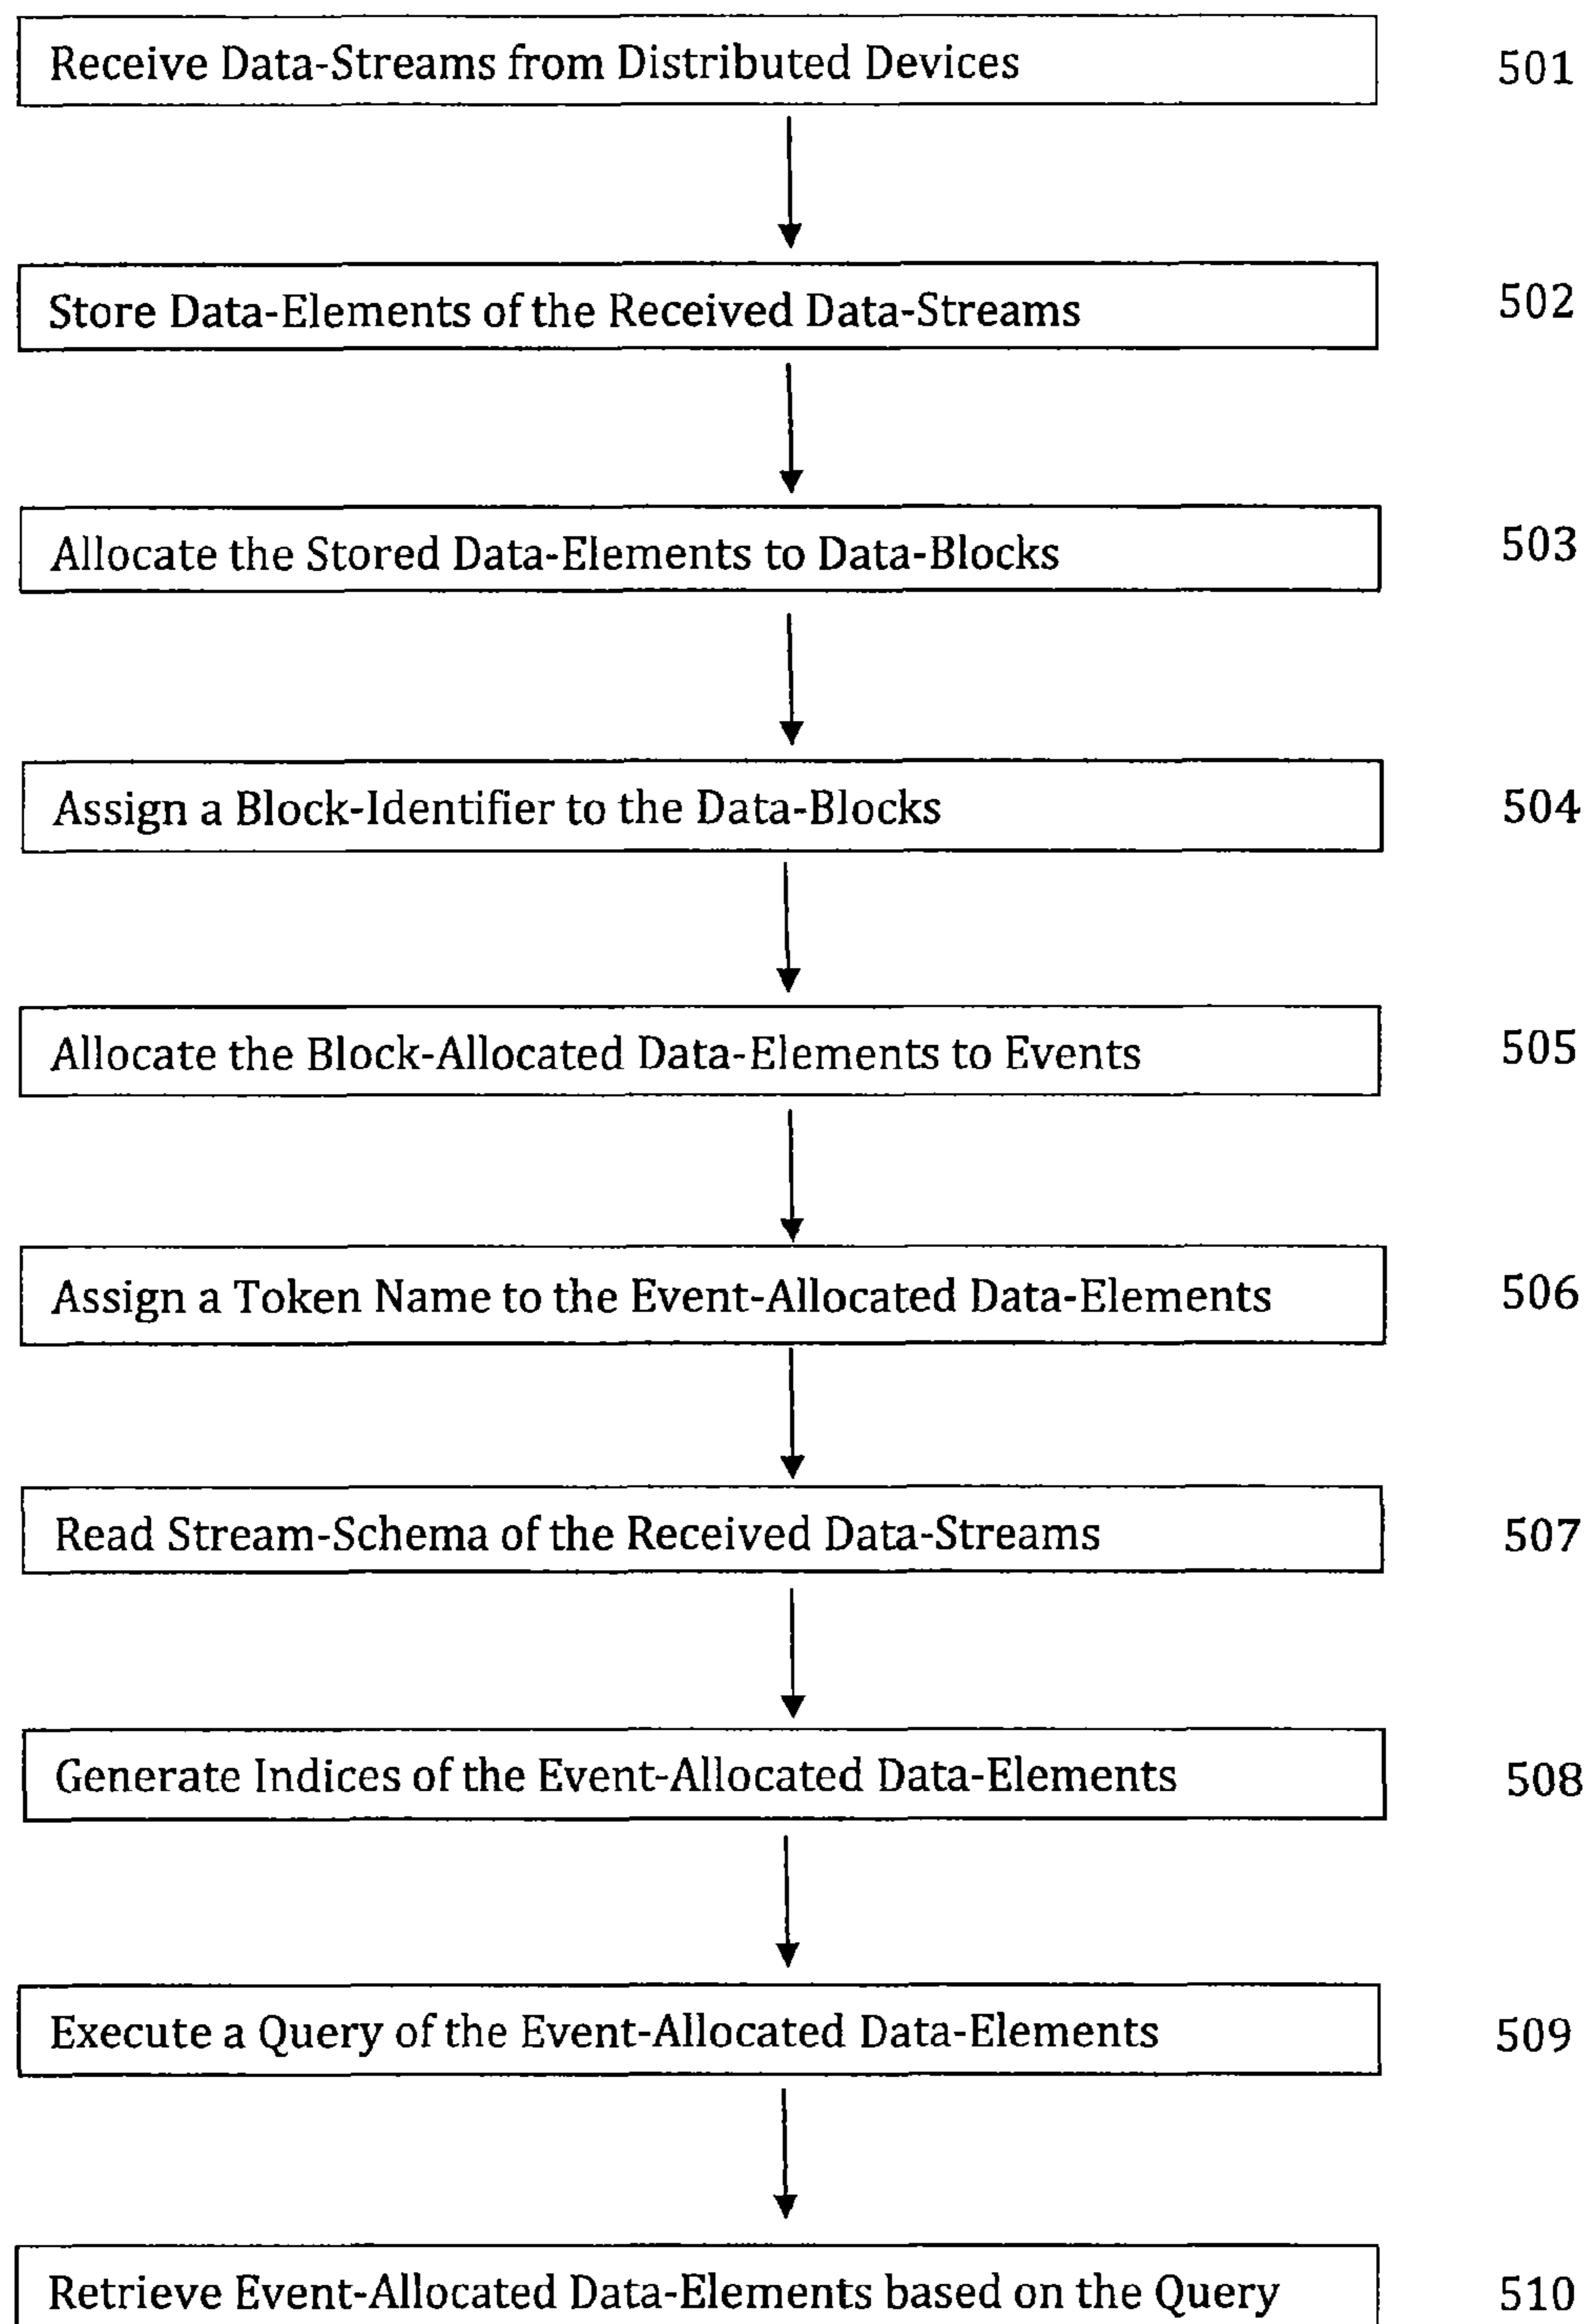 Receive Data-Streams from Distributed Devices 501
Store Data-Elements of the Received Data-Streams 502
Allocate the Stored Data-Elements to Data-Blocks 503
Assign a Block-Identifier to the Data-Blocks 504
Allocate the Block-Allocated Data-Elements to Events 505
Assign a Token Name to the Event-Allocated Data-Elements 506
Read Stream-Schema of the Received Data-Streams 507
Generate Indices of the Event-Allocated Data-Elements 508
Execute a Query of the Event-Allocated Data-Elements 509
Retrieve Event-Allocated Data-Elements based on the Query 510